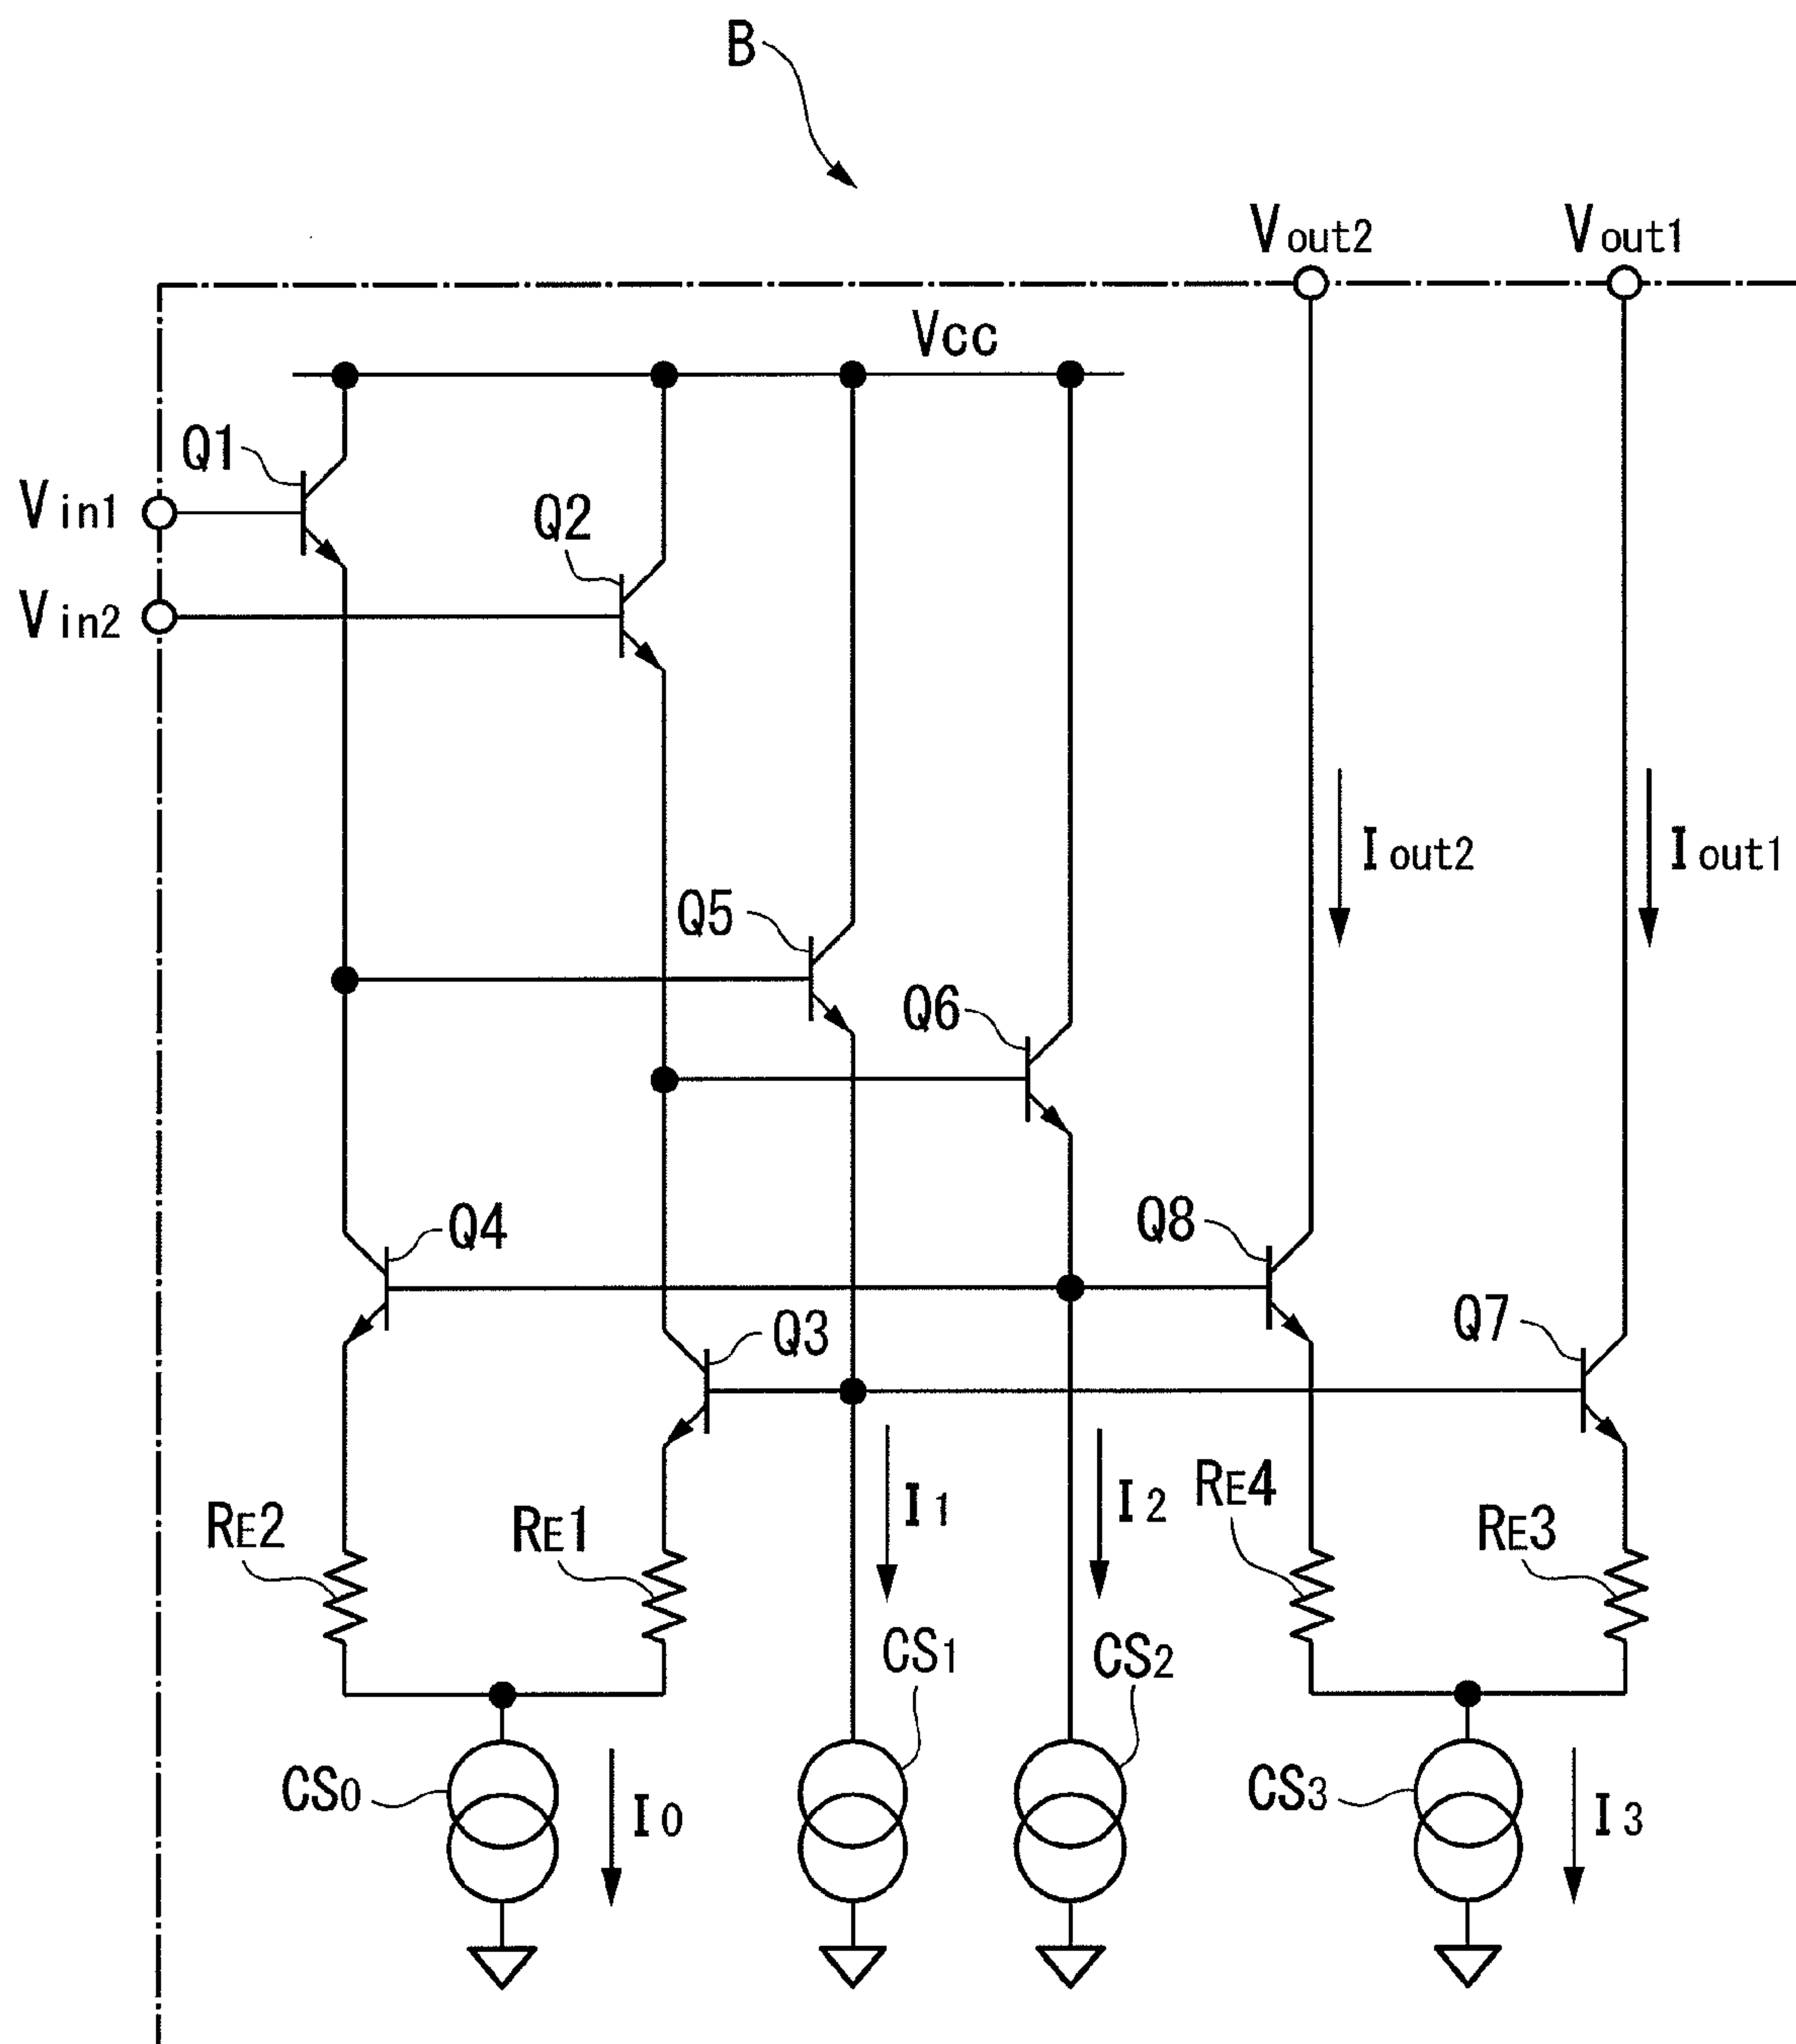 B
Vout2 Vout1
Vcc
Q1
Vin1
Q2
Vin2
Iout2 Iout1
Q5
Q6
Q4 Q8
Q3 Q7
RE2 RE1 I1 I2 RE4 RE3
CS1 CS2
CS0 I0 CS3 I3